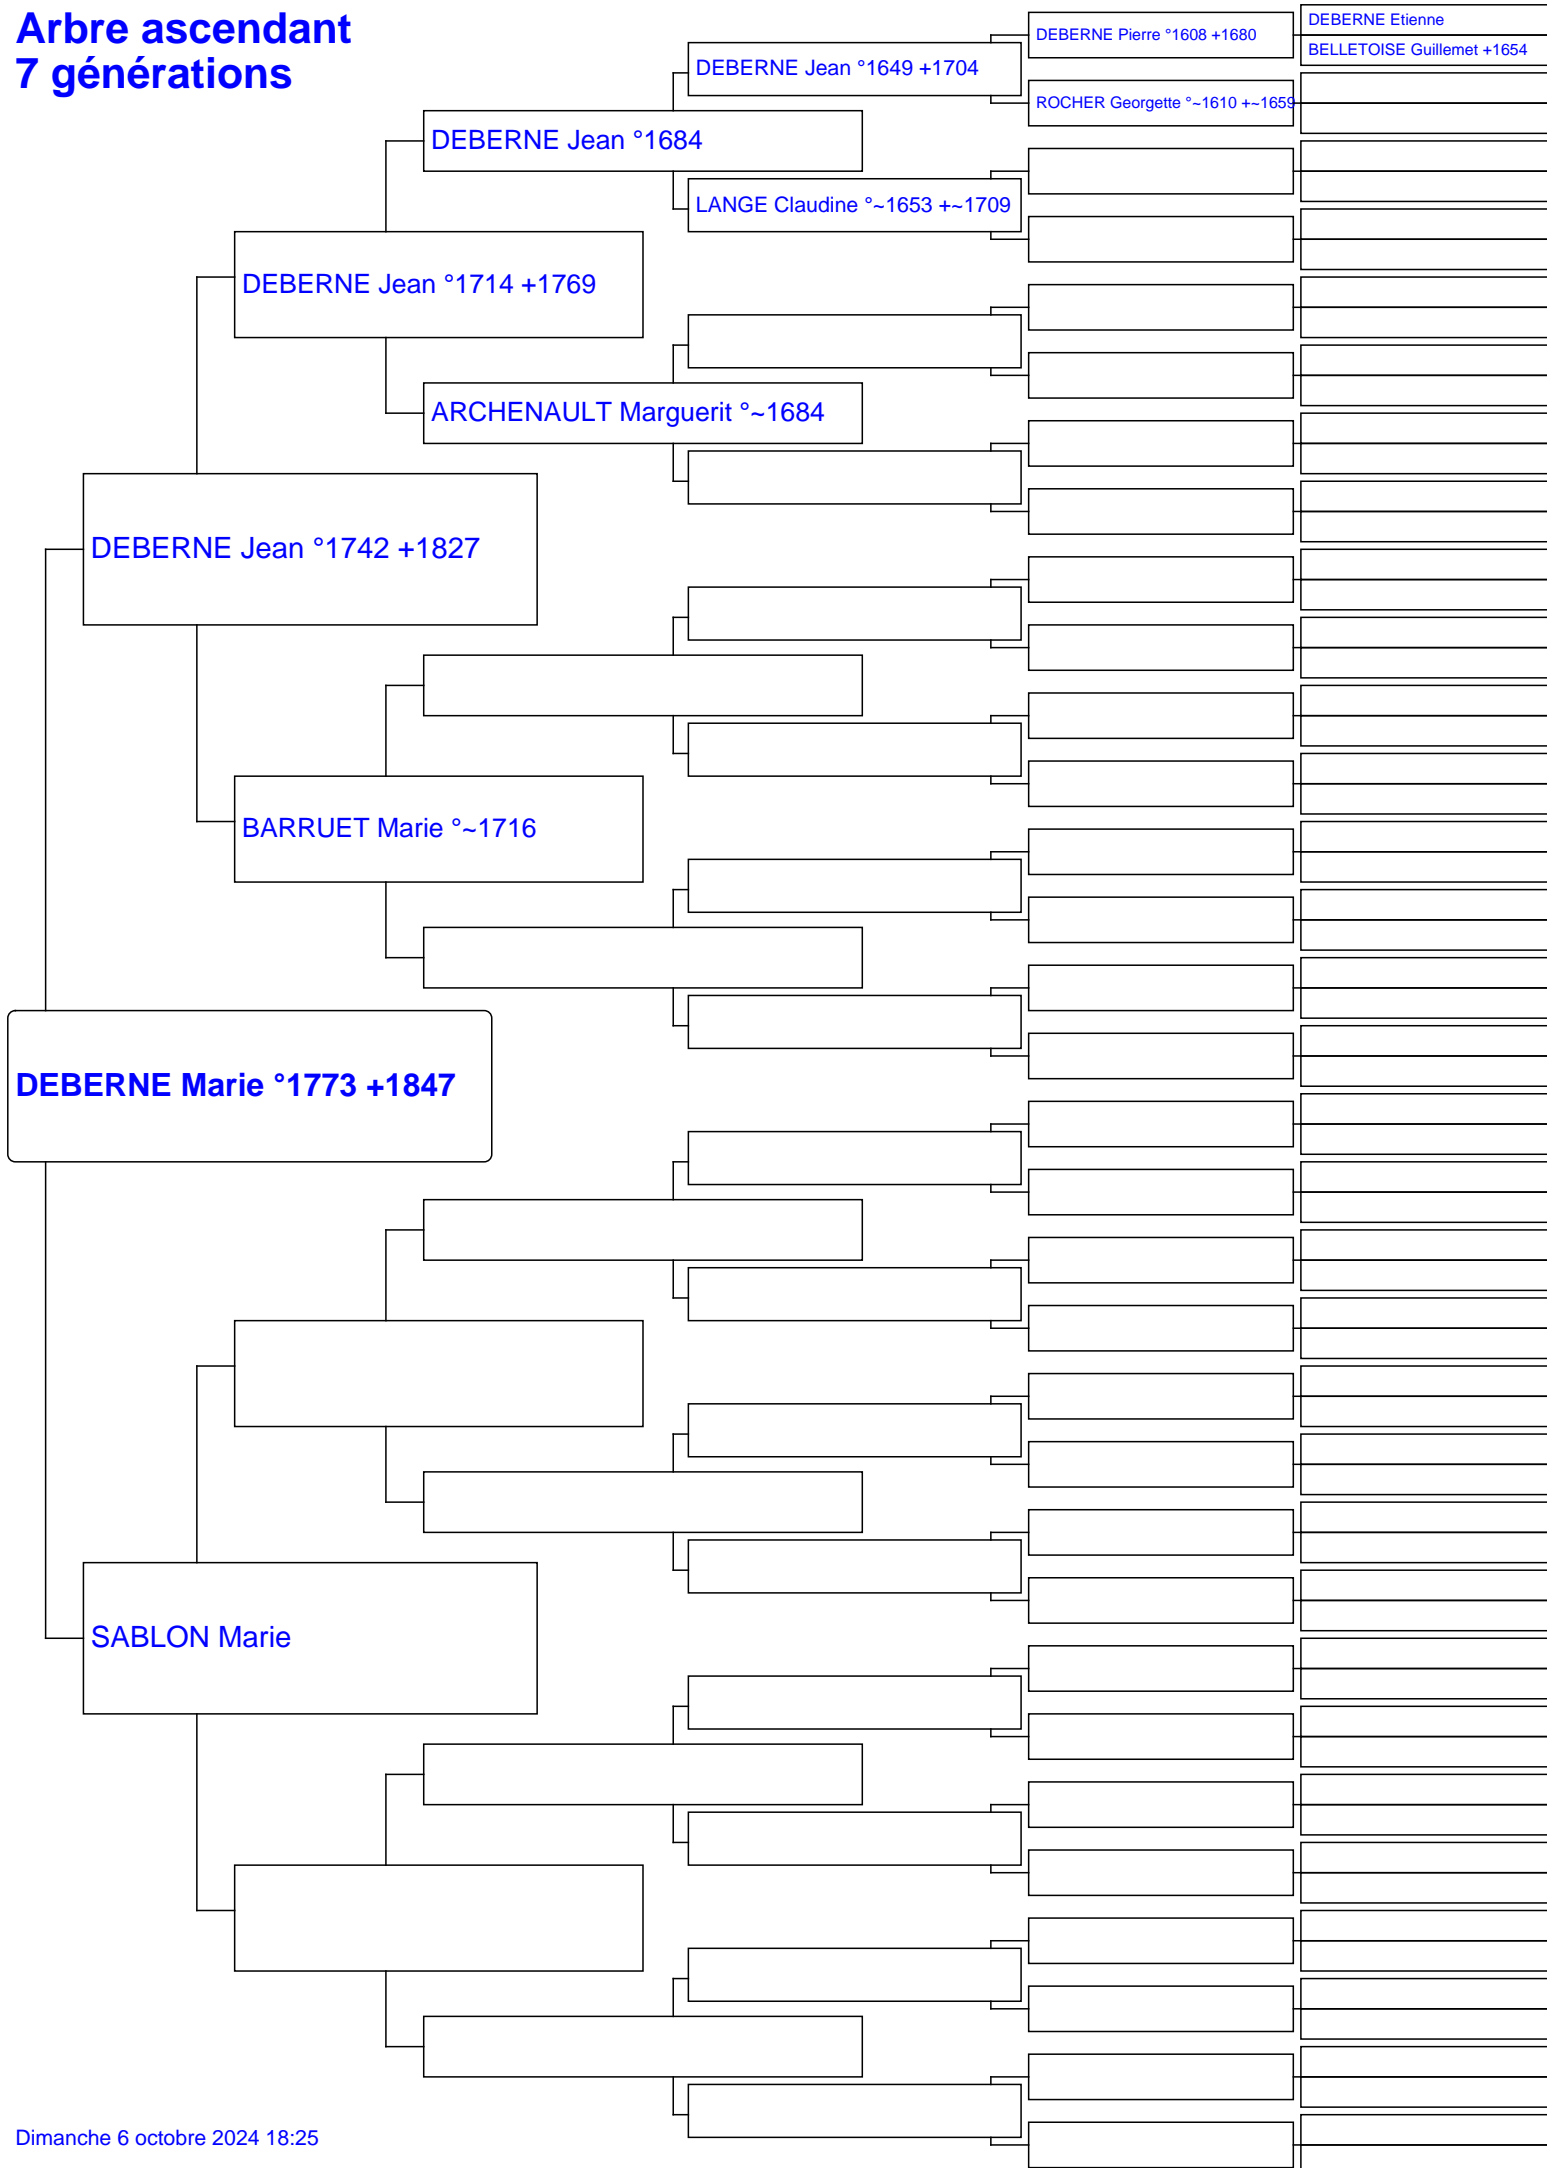 Arbre ascendant
7 générations
DEBERNE Etienne
BELLETOISE Guillemet +1654
DEBERNE Pierre °1608 +1680
DEBERNE Jean °1649 +1704
ROCHER Georgette °~1610 +~1659
DEBERNE Jean °1684
LANGE Claudine °~1653 +~1709
DEBERNE Jean °1714 +1769
ARCHENAULT Marguerit °~1684
DEBERNE Jean °1742 +1827
BARRUET Marie °~1716
DEBERNE Marie °1773 +1847
SABLON Marie
Dimanche 6 octobre 2024 18:25